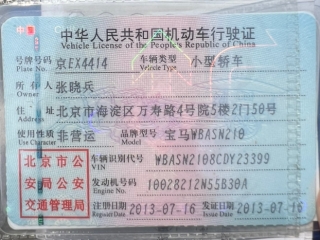 中华人民共和国机动车行驶证
Vehicle License of the People's Republic of China
号牌号码 京EX4414 车辆类型 小型轿车
Plate No. Vehicle Type
所有人 张晓兵
Owner
住址 北京市海淀区万寿路4号院5楼2门50号
Address
使用性质 非营运 品牌型号 宝马WBASN210
Use Character Model
北京市公安局公安交通管理局
车辆识别代号 WBASN2108CDY23399
VIN
发动机号码 10028212N55B30A
Engine No.
注册日期 2013-07-16 发证日期 2013-07-16
Register Date Issue Date